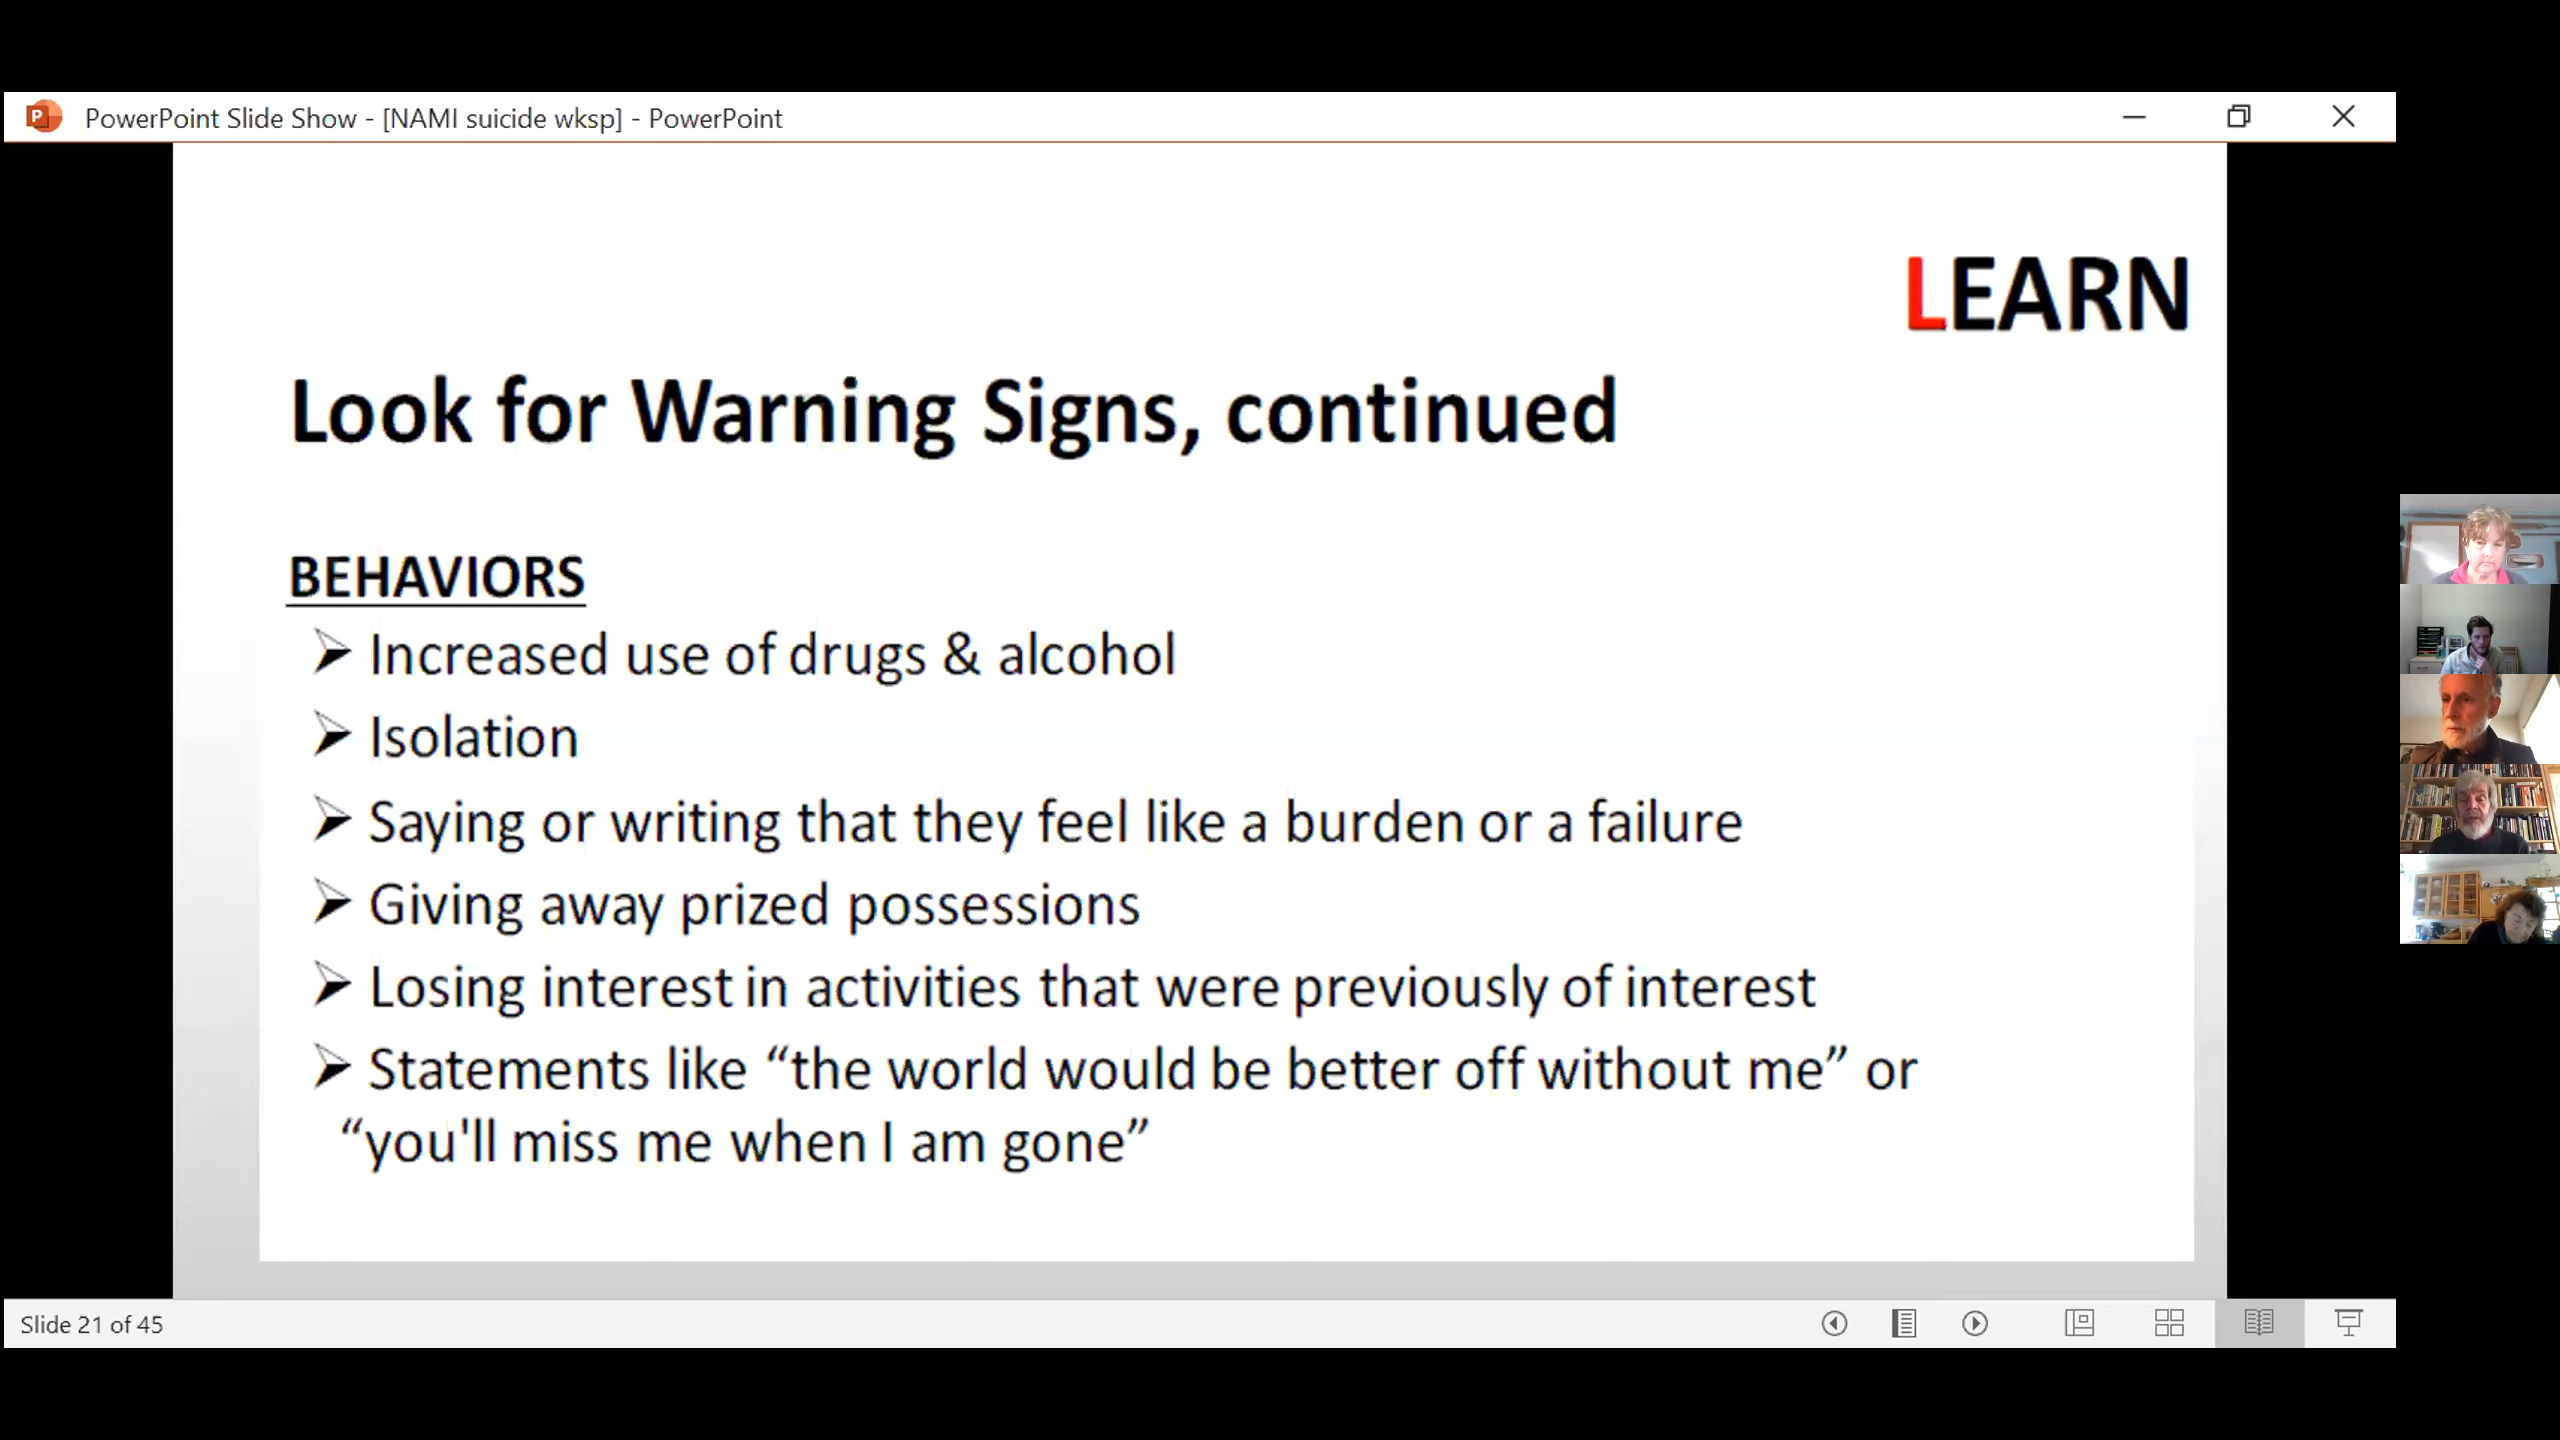 PowerPoint Slide Show - [NAMI suicide wksp] - PowerPoint
LEARN
Look for Warning Signs, continued
BEHAVIORS
Increased use of drugs & alcohol
Isolation
Saying or writing that they feel like a burden or a failure
Giving away prized possessions
Losing interest in activities that were previously of interest
Statements like “the world would be better off without me” or
“you'll miss me when I am gone”
Slide 21 of 45